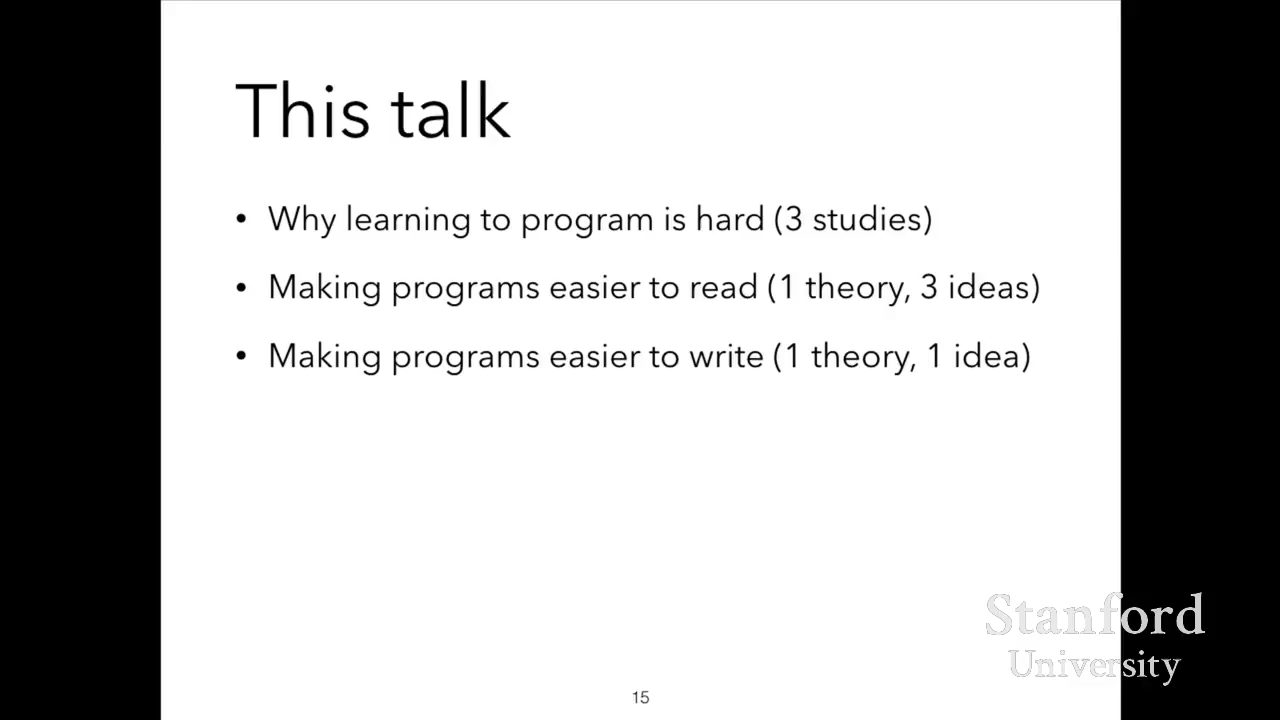 This talk
• Why learning to program is hard (3 studies)
• Making programs easier to read (1 theory, 3 ideas)
• Making programs easier to write (1 theory, 1 idea)
Stanford
University
15